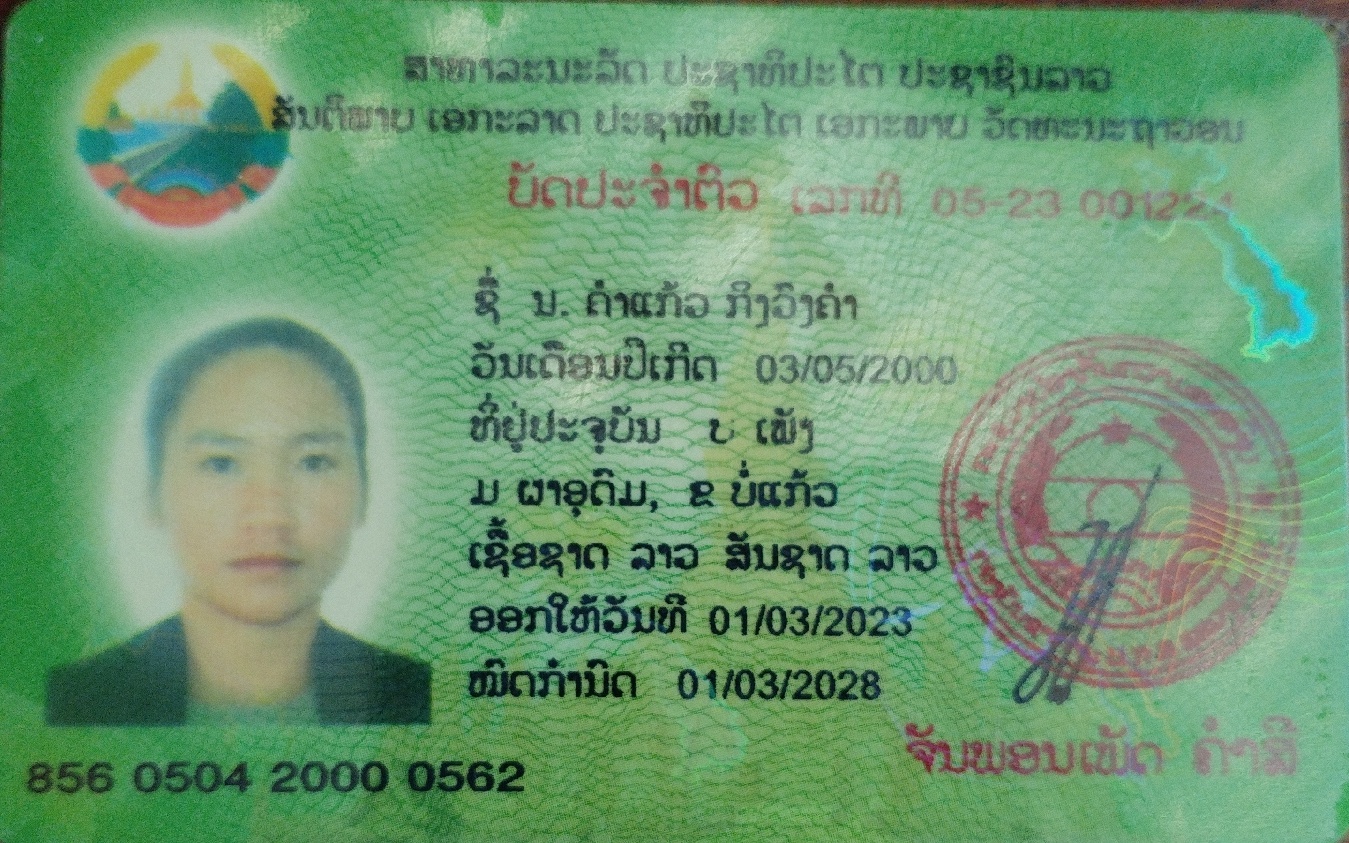 ສາທາລະນະລັດ ປະຊາທິປະໄຕ ປະຊາຊົນລາວ
ສັນຕິພາບ ເອກະລາດ ປະຊາທິປະໄຕ ເອກະພາບ ວັດທະນະຖາວອນ
ບັດປະຈຳຕົວ ເລກທີ 05-23 001224
ຊື່ ນ. ຄຳແກ້ວ ກິງວົງຄຳ
ວັນເດືອນປີເກີດ 03/05/2000
ທີ່ຢູ່ປະຈຸບັນ ບ ເພັງ
ມ ຜາອຸດົມ, ຂ ບໍ່ແກ້ວ
ເຊື້ອຊາດ ລາວ ສັນຊາດ ລາວ
ອອກໃຫ້ວັນທີ 01/03/2023
ໝົດກຳນົດ 01/03/2028
856 0504 2000 0562
ຈັນພອນເພັດ ຄຳສີ